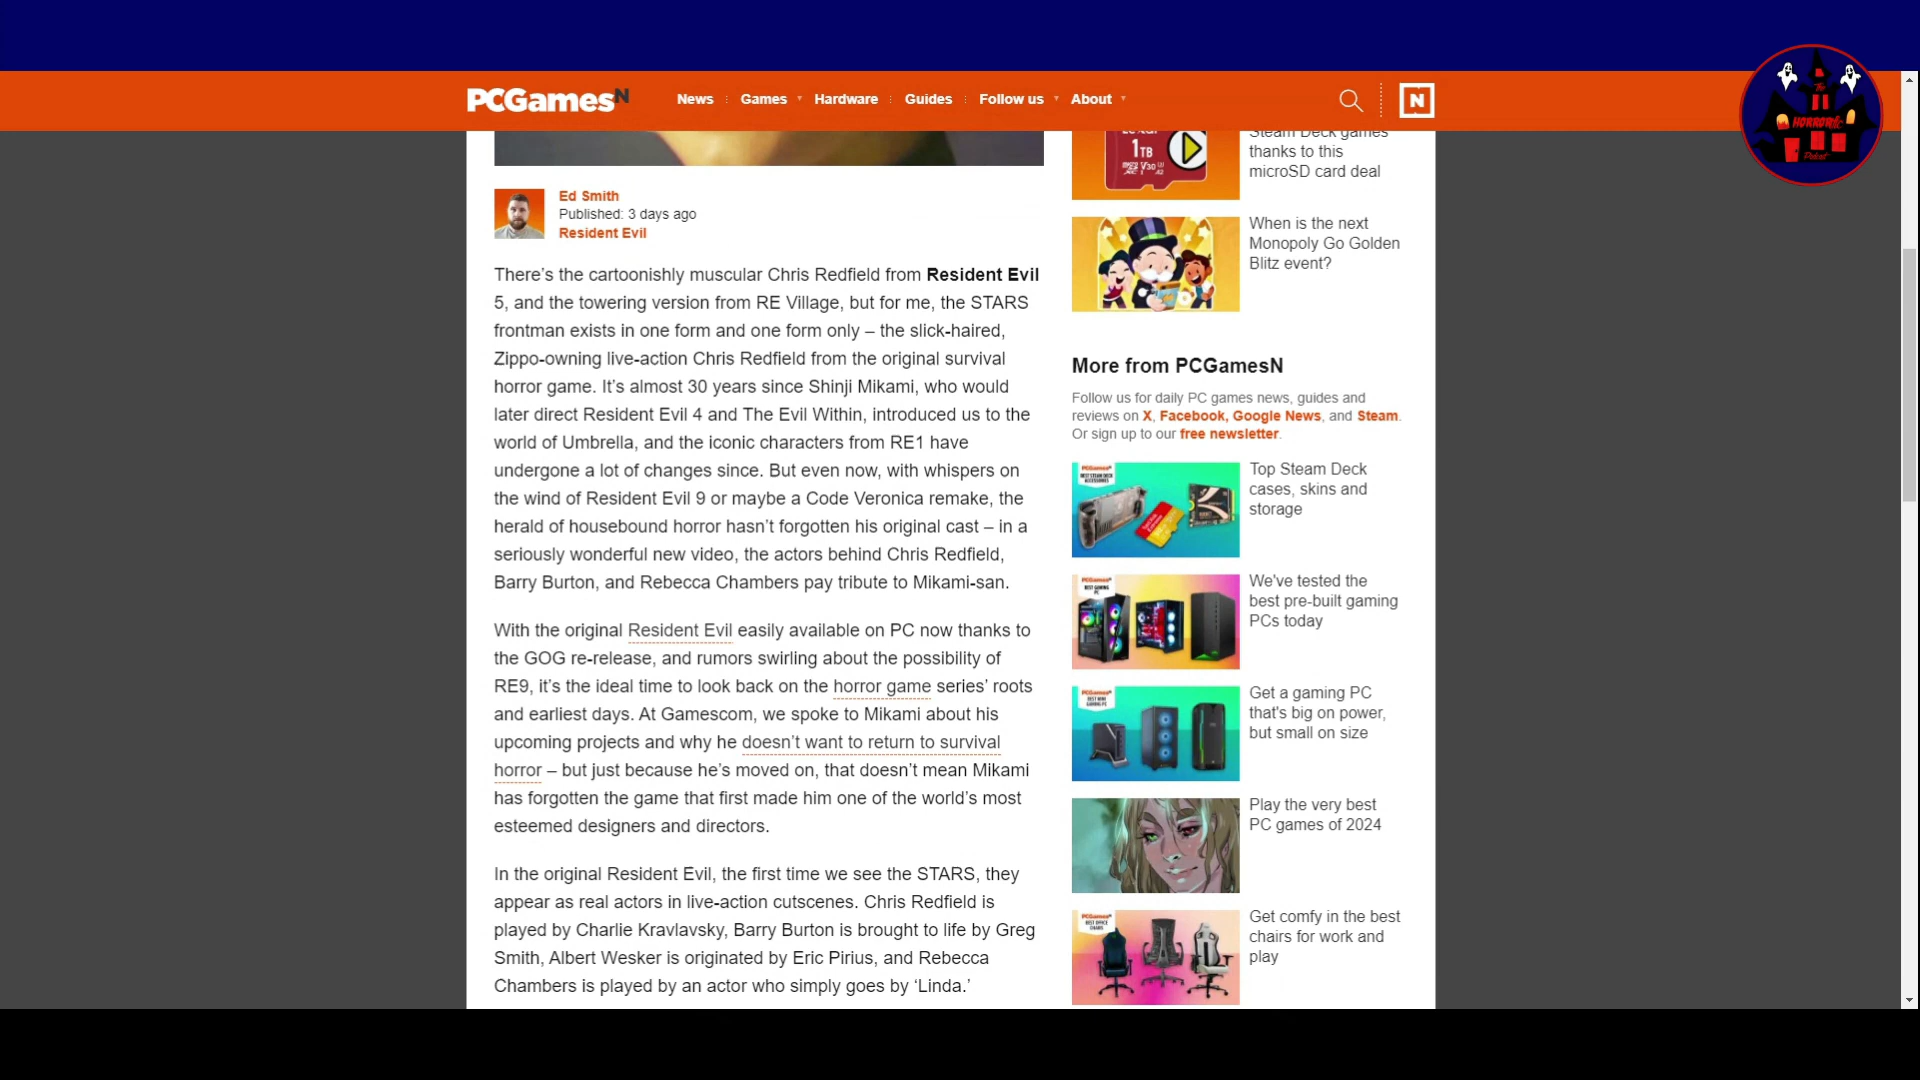 PCGamesN
News
Games
Hardware
Guides
Follow us
About
N
The
HORRORific
Podcast
Ed Smith
Published: 3 days ago
Resident Evil
There's the cartoonishly muscular Chris Redfield from Resident Evil
5, and the towering version from RE Village, but for me, the STARS
frontman exists in one form and one form only – the slick-haired,
Zippo-owning live-action Chris Redfield from the original survival
horror game. It's almost 30 years since Shinji Mikami, who would
later direct Resident Evil 4 and The Evil Within, introduced us to the
world of Umbrella, and the iconic characters from RE1 have
undergone a lot of changes since. But even now, with whispers on
the wind of Resident Evil 9 or maybe a Code Veronica remake, the
herald of housebound horror hasn't forgotten his original cast – in a
seriously wonderful new video, the actors behind Chris Redfield,
Barry Burton, and Rebecca Chambers pay tribute to Mikami-san.
With the original Resident Evil easily available on PC now thanks to
the GOG re-release, and rumors swirling about the possibility of
RE9, it's the ideal time to look back on the horror game series' roots
and earliest days. At Gamescom, we spoke to Mikami about his
upcoming projects and why he doesn't want to return to survival
horror – but just because he's moved on, that doesn't mean Mikami
has forgotten the game that first made him one of the world's most
esteemed designers and directors.
In the original Resident Evil, the first time we see the STARS, they
appear as real actors in live-action cutscenes. Chris Redfield is
played by Charlie Kravlavsky, Barry Burton is brought to life by Greg
Smith, Albert Wesker is originated by Eric Pirius, and Rebecca
Chambers is played by an actor who simply goes by 'Linda.'
1TB
Steam Deck games
thanks to this
microSD card deal
When is the next
Monopoly Go Golden
Blitz event?
More from PCGamesN
Follow us for daily PC games news, guides and
reviews on X, Facebook, Google News, and Steam.
Or sign up to our free newsletter.
Top Steam Deck
cases, skins and
storage
We've tested the
best pre-built gaming
PCs today
Get a gaming PC
that's big on power,
but small on size
Play the very best
PC games of 2024
Get comfy in the best
chairs for work and
play